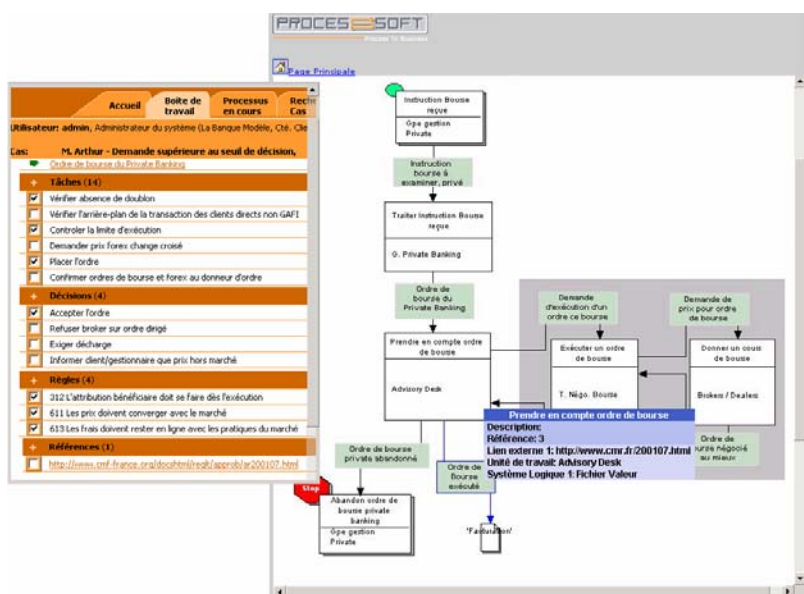 PROCESSOFT
Process To Business
Page Principale
Accueil
Boîte de travail
Processus en cours
Reche
Cas
Utilisateur: admin, Administrateur du système (La Banque Modèle, Cté. Clie
Cas: M. Arthur - Demande supérieure au seuil de décision,
Ordre de bourse du Private Banking
+ Tâches (14)
Vérifier absence de doublon
Vérifier l'arrière-plan de la transaction des clients directs non GAFI
Controler la limite d'exécution
Demander prix forex change croisé
Placer l'ordre
Confirmer ordres de bourse et forex au donneur d'ordre
+ Décisions (4)
Accepter l'ordre
Refuser broker sur ordre dirigé
Exiger décharge
Informer client/gestionnaire que prix hors marché
+ Règles (4)
312 L'attribution bénéficiaire doit se faire dès l'exécution
611 Les prix doivent converger avec le marché
613 Les frais doivent rester en ligne avec les pratiques du marché
+ Références (1)
http://www.cmf-france.org/docshtml/reglt/approb/ar200107.html
Instruction Bourse
reçue
Gpe gestion
Private
Instruction
bourse à
examiner, privé
Traiter Instruction Bourse
reçue
G. Private Banking
Ordre de
bourse du
Private Banking
Prendre en compte ordre
de bourse
Advisory Desk
Demande
d'exécution d'un
ordre ce bourse
Demande de
prix pour ordre
de bourse
Exécuter un ordre
de bourse
T. Négo. Bourse
Donner un cours
de bourse
Brokers / Dealers
Prendre en compte ordre de bourse
Description:
Référence: 3
Lien externe 1: http://www.cmr.fr/200107.html
Unité de travail: Advisory Desk
Système Logique 1: Fichier Valeur
Ordre de
urse négocié
au mieux
Ordre de bourse
private abandonné
Ordre de
Bourse
exécuté
Stop
Abandon ordre de
bourse private
banking
Gpe gestion
Private
'Facturation'